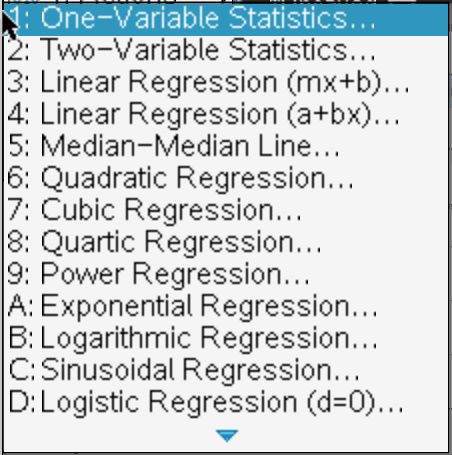 1: One-Variable Statistics...
2: Two-Variable Statistics...
3: Linear Regression (mx+b)...
4: Linear Regression (a+bx)...
5: Median-Median Line...
6: Quadratic Regression...
7: Cubic Regression...
8: Quartic Regression...
9: Power Regression...
A: Exponential Regression...
B: Logarithmic Regression...
C: Sinusoidal Regression...
D: Logistic Regression (d=0)...